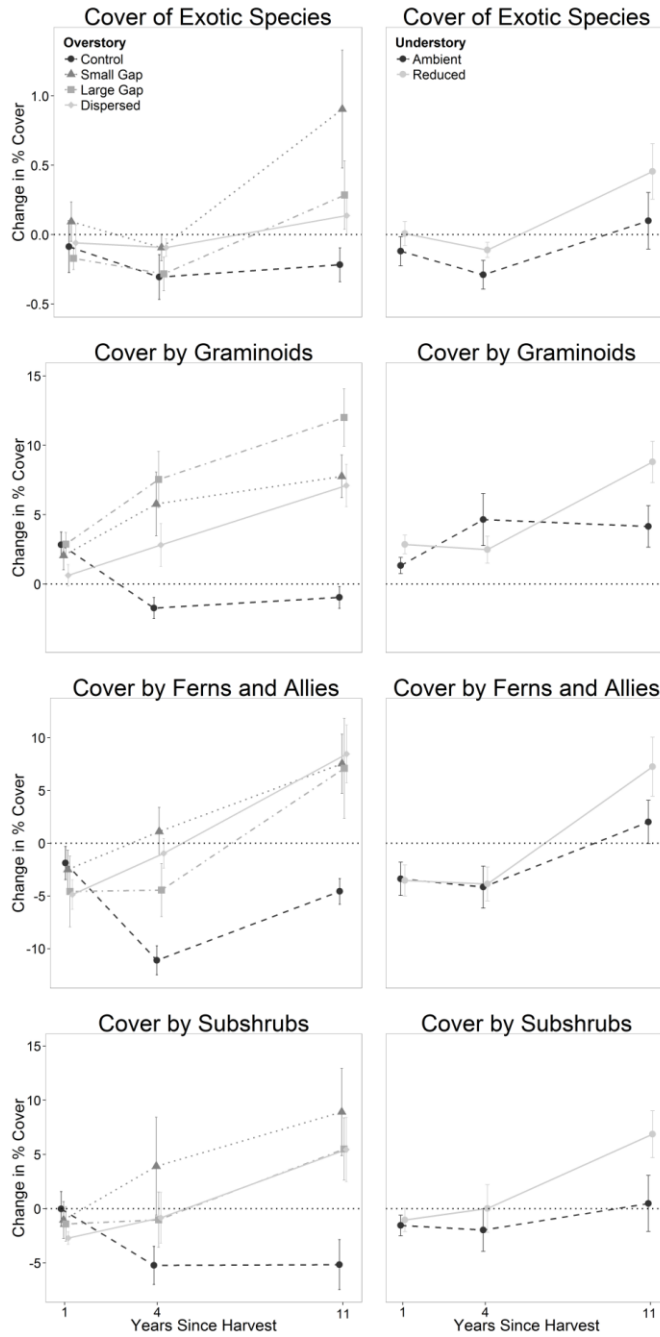 Cover of Exotic Species
Cover of Exotic Species
Change in % Cover
1.0
0.5
0.0
-0.5
Overstory
Control
Small Gap
Large Gap
Dispersed
Understory
Ambient
Reduced
Cover by Graminoids
Cover by Graminoids
Change in % Cover
15
10
5
0
Cover by Ferns and Allies
Cover by Ferns and Allies
Change in % Cover
10
5
0
-5
-10
Cover by Subshrubs
Cover by Subshrubs
Change in % Cover
15
10
5
0
-5
1 4 11
1 4 11
Years Since Harvest
Years Since Harvest